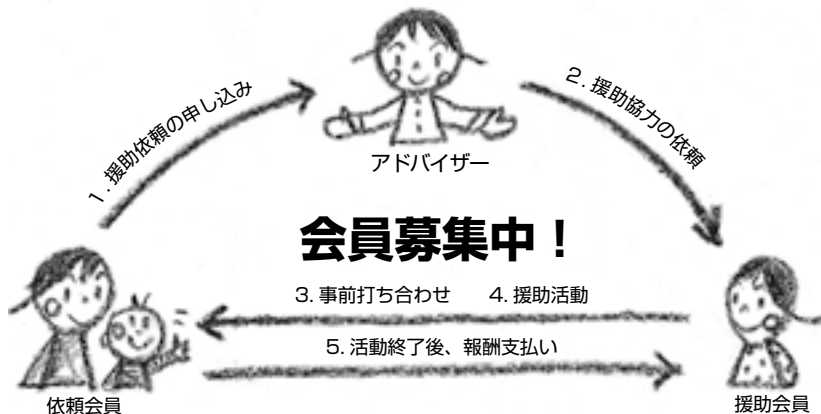 1. 援助依頼の申し込み
2. 援助協力の依頼
アドバイザー
会員募集中！
3. 事前打ち合わせ 4. 援助活動
5. 活動終了後、報酬支払い
依頼会員
援助会員